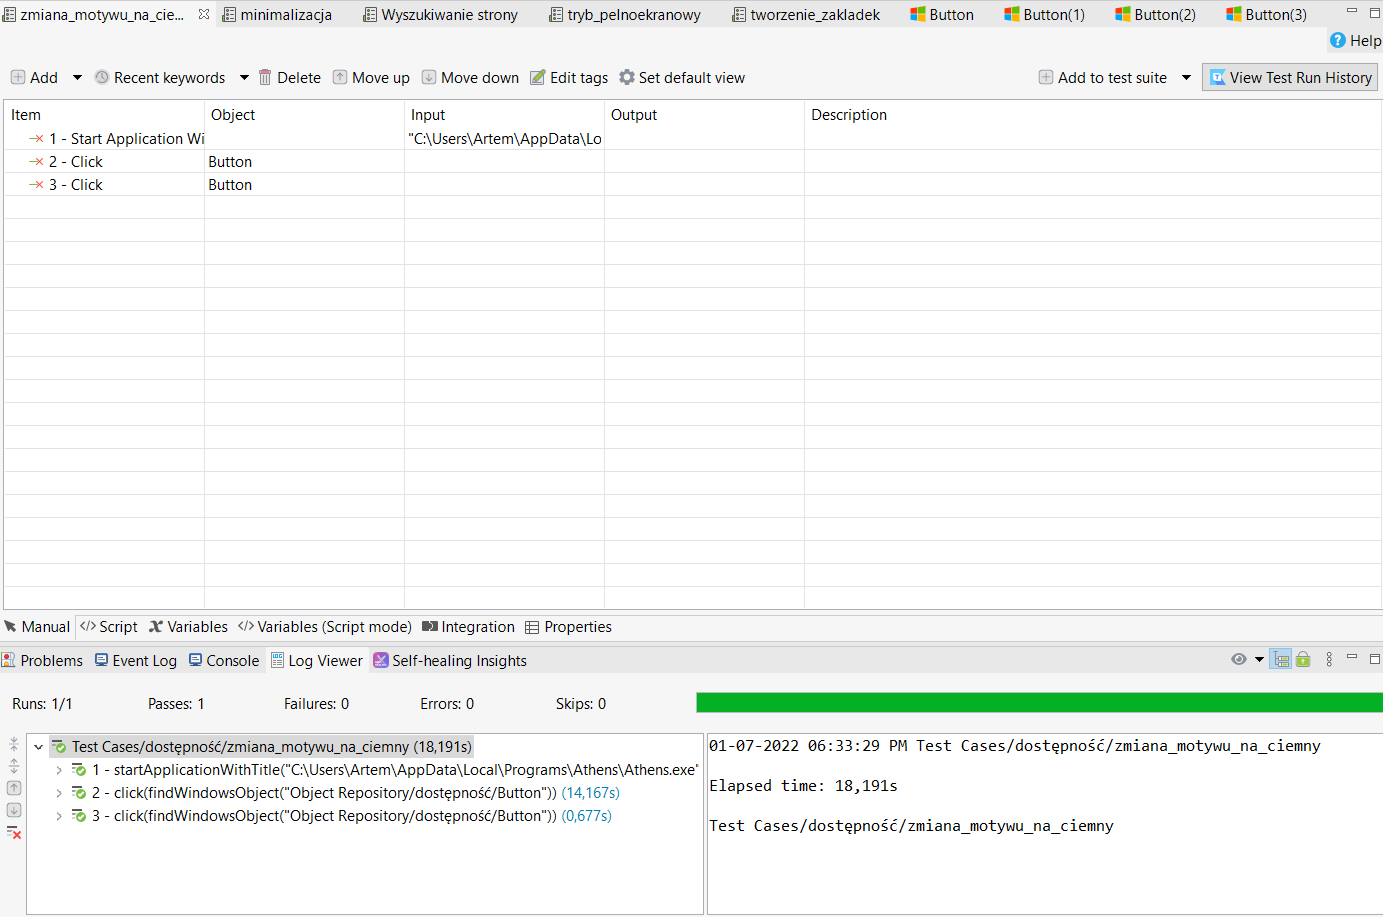 zmiana_motywu_na_cie... minimalizacja Wyszukiwanie strony tryb_pelnoekranowy tworzenie_zakladek Button Button(1) Button(2) Button(3)
Help
Add Recent keywords Delete Move up Move down Edit tags Set default view Add to test suite View Test Run History
Item Object Input Output Description
1 - Start Application Wi "C:\Users\Artem\AppData\Lo
2 - Click Button
3 - Click Button
Manual Script Variables Variables (Script mode) Integration Properties
Problems Event Log Console Log Viewer Self-healing Insights
Runs: 1/1 Passes: 1 Failures: 0 Errors: 0 Skips: 0
Test Cases/dostępność/zmiana_motywu_na_ciemny (18,191s)
1 - startApplicationWithTitle("C:\Users\Artem\AppData\Local\Programs\Athens\Athens.exe"
2 - click(findWindowsObject("Object Repository/dostępność/Button")) (14,167s)
3 - click(findWindowsObject("Object Repository/dostępność/Button")) (0,677s)
01-07-2022 06:33:29 PM Test Cases/dostępność/zmiana_motywu_na_ciemny
Elapsed time: 18,191s
Test Cases/dostępność/zmiana_motywu_na_ciemny